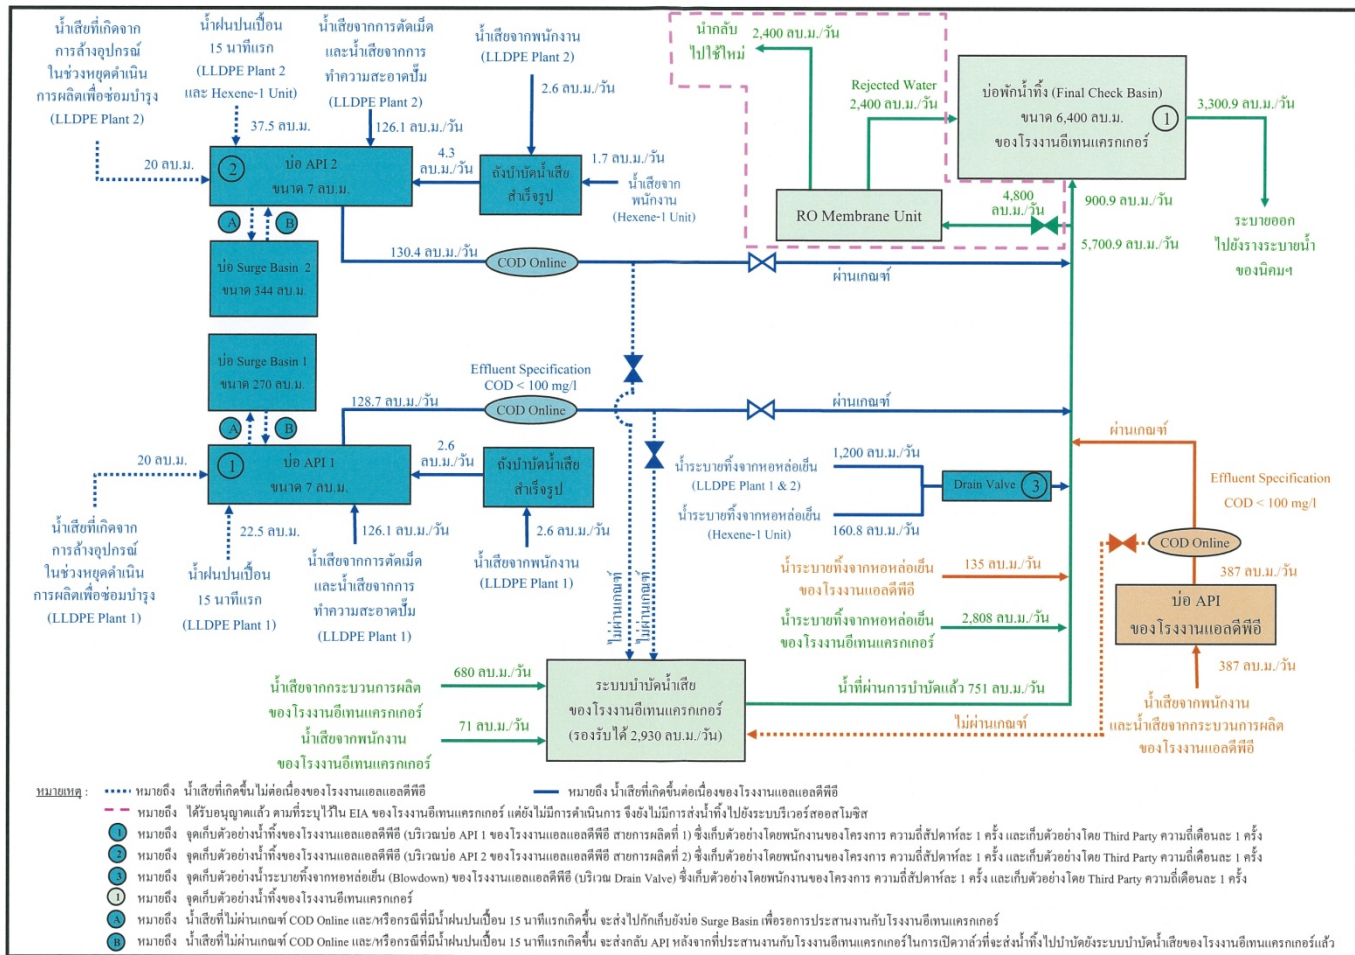 น้ำเสียที่เกิดจาก
การล้างอุปกรณ์
ในช่วงหยุดดำเนิน
การผลิตเพื่อซ่อมบำรุง
(LLDPE Plant 2)
น้ำฝนปนเปื้อน
15 นาทีแรก
(LLDPE Plant 2
และ Hexene-1 Unit)
น้ำเสียจากการตัดเม็ด
และน้ำเสียจากการ
ทำความสะอาดปั๊ม
(LLDPE Plant 2)
น้ำเสียจากพนักงาน
(LLDPE Plant 2)
20 ลบ.ม.
37.5 ลบ.ม.
126.1 ลบ.ม./วัน
2.6 ลบ.ม./วัน
4.3
ลบ.ม./วัน
1.7 ลบ.ม./วัน
น้ำเสียจาก
พนักงาน
(Hexene-1 Unit)
2
บ่อ API 2
ขนาด 7 ลบ.ม.
ถังบำบัดน้ำเสีย
สำเร็จรูป
A
B
บ่อ Surge Basin 2
ขนาด 344 ลบ.ม.
130.4 ลบ.ม./วัน
COD Online
ผ่านเกณฑ์
นำกลับ
ไปใช้ใหม่
2,400 ลบ.ม./วัน
Rejected Water
2,400 ลบ.ม./วัน
RO Membrane Unit
4,800
ลบ.ม./วัน
บ่อพักน้ำทิ้ง (Final Check Basin)
ขนาด 6,400 ลบ.ม.
ของโรงงานอีเทนแครกเกอร์
1
3,300.9 ลบ.ม./วัน
900.9 ลบ.ม./วัน
5,700.9 ลบ.ม./วัน
ระบายออก
ไปยังรางระบายน้ำ
ของนิคมฯ
บ่อ Surge Basin 1
ขนาด 270 ลบ.ม.
A
B
Effluent Specification
COD < 100 mg/l
128.7 ลบ.ม./วัน
COD Online
ผ่านเกณฑ์
1
บ่อ API 1
ขนาด 7 ลบ.ม.
20 ลบ.ม.
22.5 ลบ.ม.
126.1 ลบ.ม./วัน
2.6
ลบ.ม./วัน
ถังบำบัดน้ำเสีย
สำเร็จรูป
2.6 ลบ.ม./วัน
น้ำเสียจากพนักงาน
(LLDPE Plant 1)
น้ำเสียที่เกิดจาก
การล้างอุปกรณ์
ในช่วงหยุดดำเนิน
การผลิตเพื่อซ่อมบำรุง
(LLDPE Plant 1)
น้ำฝนปนเปื้อน
15 นาทีแรก
(LLDPE Plant 1)
น้ำเสียจากการตัดเม็ด
และน้ำเสียจากการ
ทำความสะอาดปั๊ม
(LLDPE Plant 1)
ไม่ผ่านเกณฑ์
ไม่ผ่านเกณฑ์
น้ำระบายทิ้งจากหอหล่อเย็น
(LLDPE Plant 1 & 2)
1,200 ลบ.ม./วัน
น้ำระบายทิ้งจากหอหล่อเย็น
(Hexene-1 Unit)
160.8 ลบ.ม./วัน
Drain Valve 3
น้ำระบายทิ้งจากหอหล่อเย็น
ของโรงงานแอลดีพีอี
135 ลบ.ม./วัน
น้ำระบายทิ้งจากหอหล่อเย็น
ของโรงงานอีเทนแครกเกอร์
2,808 ลบ.ม./วัน
ผ่านเกณฑ์
Effluent Specification
COD < 100 mg/l
COD Online
387 ลบ.ม./วัน
บ่อ API
ของโรงงานแอลดีพีอี
387 ลบ.ม./วัน
น้ำเสียจากพนักงาน
และน้ำเสียจากกระบวนการผลิต
ของโรงงานแอลดีพีอี
ไม่ผ่านเกณฑ์
น้ำเสียจากกระบวนการผลิต
ของโรงงานอีเทนแครกเกอร์
680 ลบ.ม./วัน
น้ำเสียจากพนักงาน
ของโรงงานอีเทนแครกเกอร์
71 ลบ.ม./วัน
ระบบบำบัดน้ำเสีย
ของโรงงานอีเทนแครกเกอร์
(รองรับได้ 2,930 ลบ.ม./วัน)
น้ำที่ผ่านการบำบัดแล้ว 751 ลบ.ม./วัน
หมายเหตุ : หมายถึง น้ำเสียที่เกิดขึ้นไม่ต่อเนื่องของโรงงานแอลแอลดีพีอี หมายถึง น้ำเสียที่เกิดขึ้นต่อเนื่องของโรงงานแอลแอลดีพีอี
หมายถึง ได้รับอนุญาตแล้ว ตามที่ระบุไว้ใน EIA ของโรงงานอีเทนแครกเกอร์ แต่ยังไม่มีการดำเนินการ จึงยังไม่มีการส่งน้ำทิ้งไปยังระบบรีเวอร์สออสโมซิส
1 หมายถึง จุดเก็บตัวอย่างน้ำทิ้งของโรงงานแอลแอลดีพีอี (บริเวณบ่อ API 1 ของโรงงานแอลแอลดีพีอี สายการผลิตที่ 1) ซึ่งเก็บตัวอย่างโดยพนักงานของโครงการ ความถี่สัปดาห์ละ 1 ครั้ง และเก็บตัวอย่างโดย Third Party ความถี่เดือนละ 1 ครั้ง
2 หมายถึง จุดเก็บตัวอย่างน้ำทิ้งของโรงงานแอลแอลดีพีอี (บริเวณบ่อ API 2 ของโรงงานแอลแอลดีพีอี สายการผลิตที่ 2) ซึ่งเก็บตัวอย่างโดยพนักงานของโครงการ ความถี่สัปดาห์ละ 1 ครั้ง และเก็บตัวอย่างโดย Third Party ความถี่เดือนละ 1 ครั้ง
3 หมายถึง จุดเก็บตัวอย่างน้ำระบายทิ้งจากหอหล่อเย็น (Blowdown) ของโรงงานแอลแอลดีพีอี (บริเวณ Drain Valve) ซึ่งเก็บตัวอย่างโดยพนักงานของโครงการ ความถี่สัปดาห์ละ 1 ครั้ง และเก็บตัวอย่างโดย Third Party ความถี่เดือนละ 1 ครั้ง
1 หมายถึง จุดเก็บตัวอย่างน้ำทิ้งของโรงงานอีเทนแครกเกอร์
A หมายถึง น้ำเสียที่ไม่ผ่านเกณฑ์ COD Online และ/หรือกรณีที่มีน้ำฝนปนเปื้อน 15 นาทีแรกเกิดขึ้น จะส่งไปกักเก็บยังบ่อ Surge Basin เพื่อรอการประสานงานกับโรงงานอีเทนแครกเกอร์
B หมายถึง น้ำเสียที่ไม่ผ่านเกณฑ์ COD Online และ/หรือกรณีที่มีน้ำฝนปนเปื้อน 15 นาทีแรกเกิดขึ้น จะส่งกลับ API หลังจากที่ประสานงานกับโรงงานอีเทนแครกเกอร์ในการเปิดวาล์วที่จะส่งน้ำทิ้งไปบำบัดยังระบบบำบัดน้ำเสียของโรงงานอีเทนแครกเกอร์แล้ว